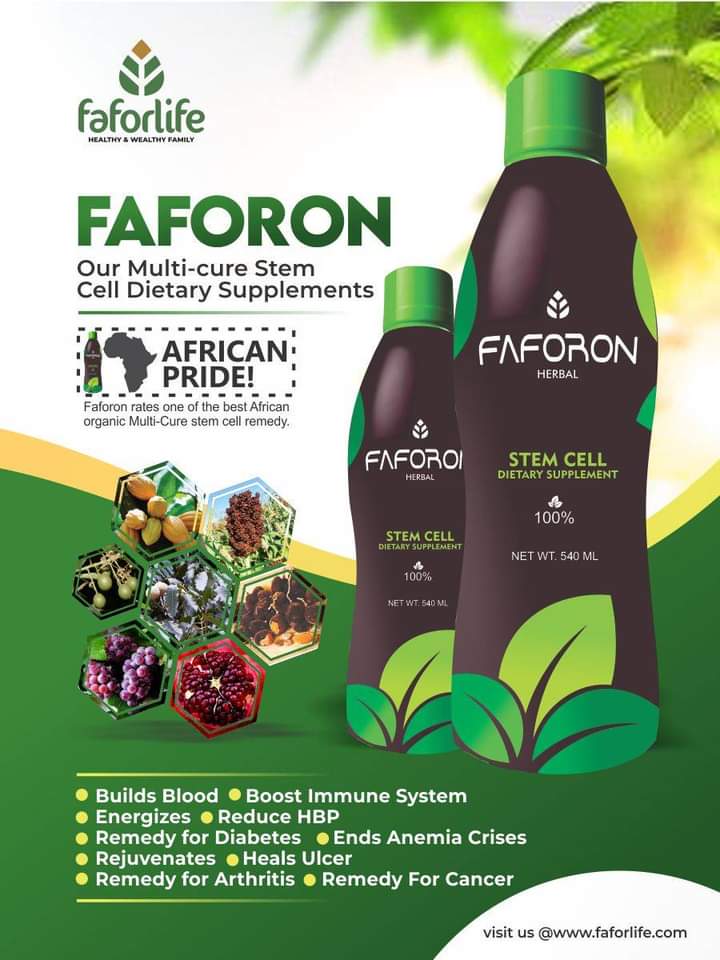 faforlife
HEALTHY & WEALTHY FAMILY
FAFORON
Our Multi-cure Stem
Cell Dietary Supplements
AFRICAN
PRIDE!
Faforon rates one of the best African
organic Multi-Cure stem cell remedy.
FAFORON
HERBAL
STEM CELL
DIETARY SUPPLEMENT
100%
NET WT. 540 ML
FAFORON
HERBAL
STEM CELL
DIETARY SUPPLEMENT
100%
NET WT. 540 ML
Builds Blood Boost Immune System
Energizes Reduce HBP
Remedy for Diabetes Ends Anemia Crises
Rejuvenates Heals Ulcer
Remedy for Arthritis Remedy For Cancer
visit us @www.faforlife.com